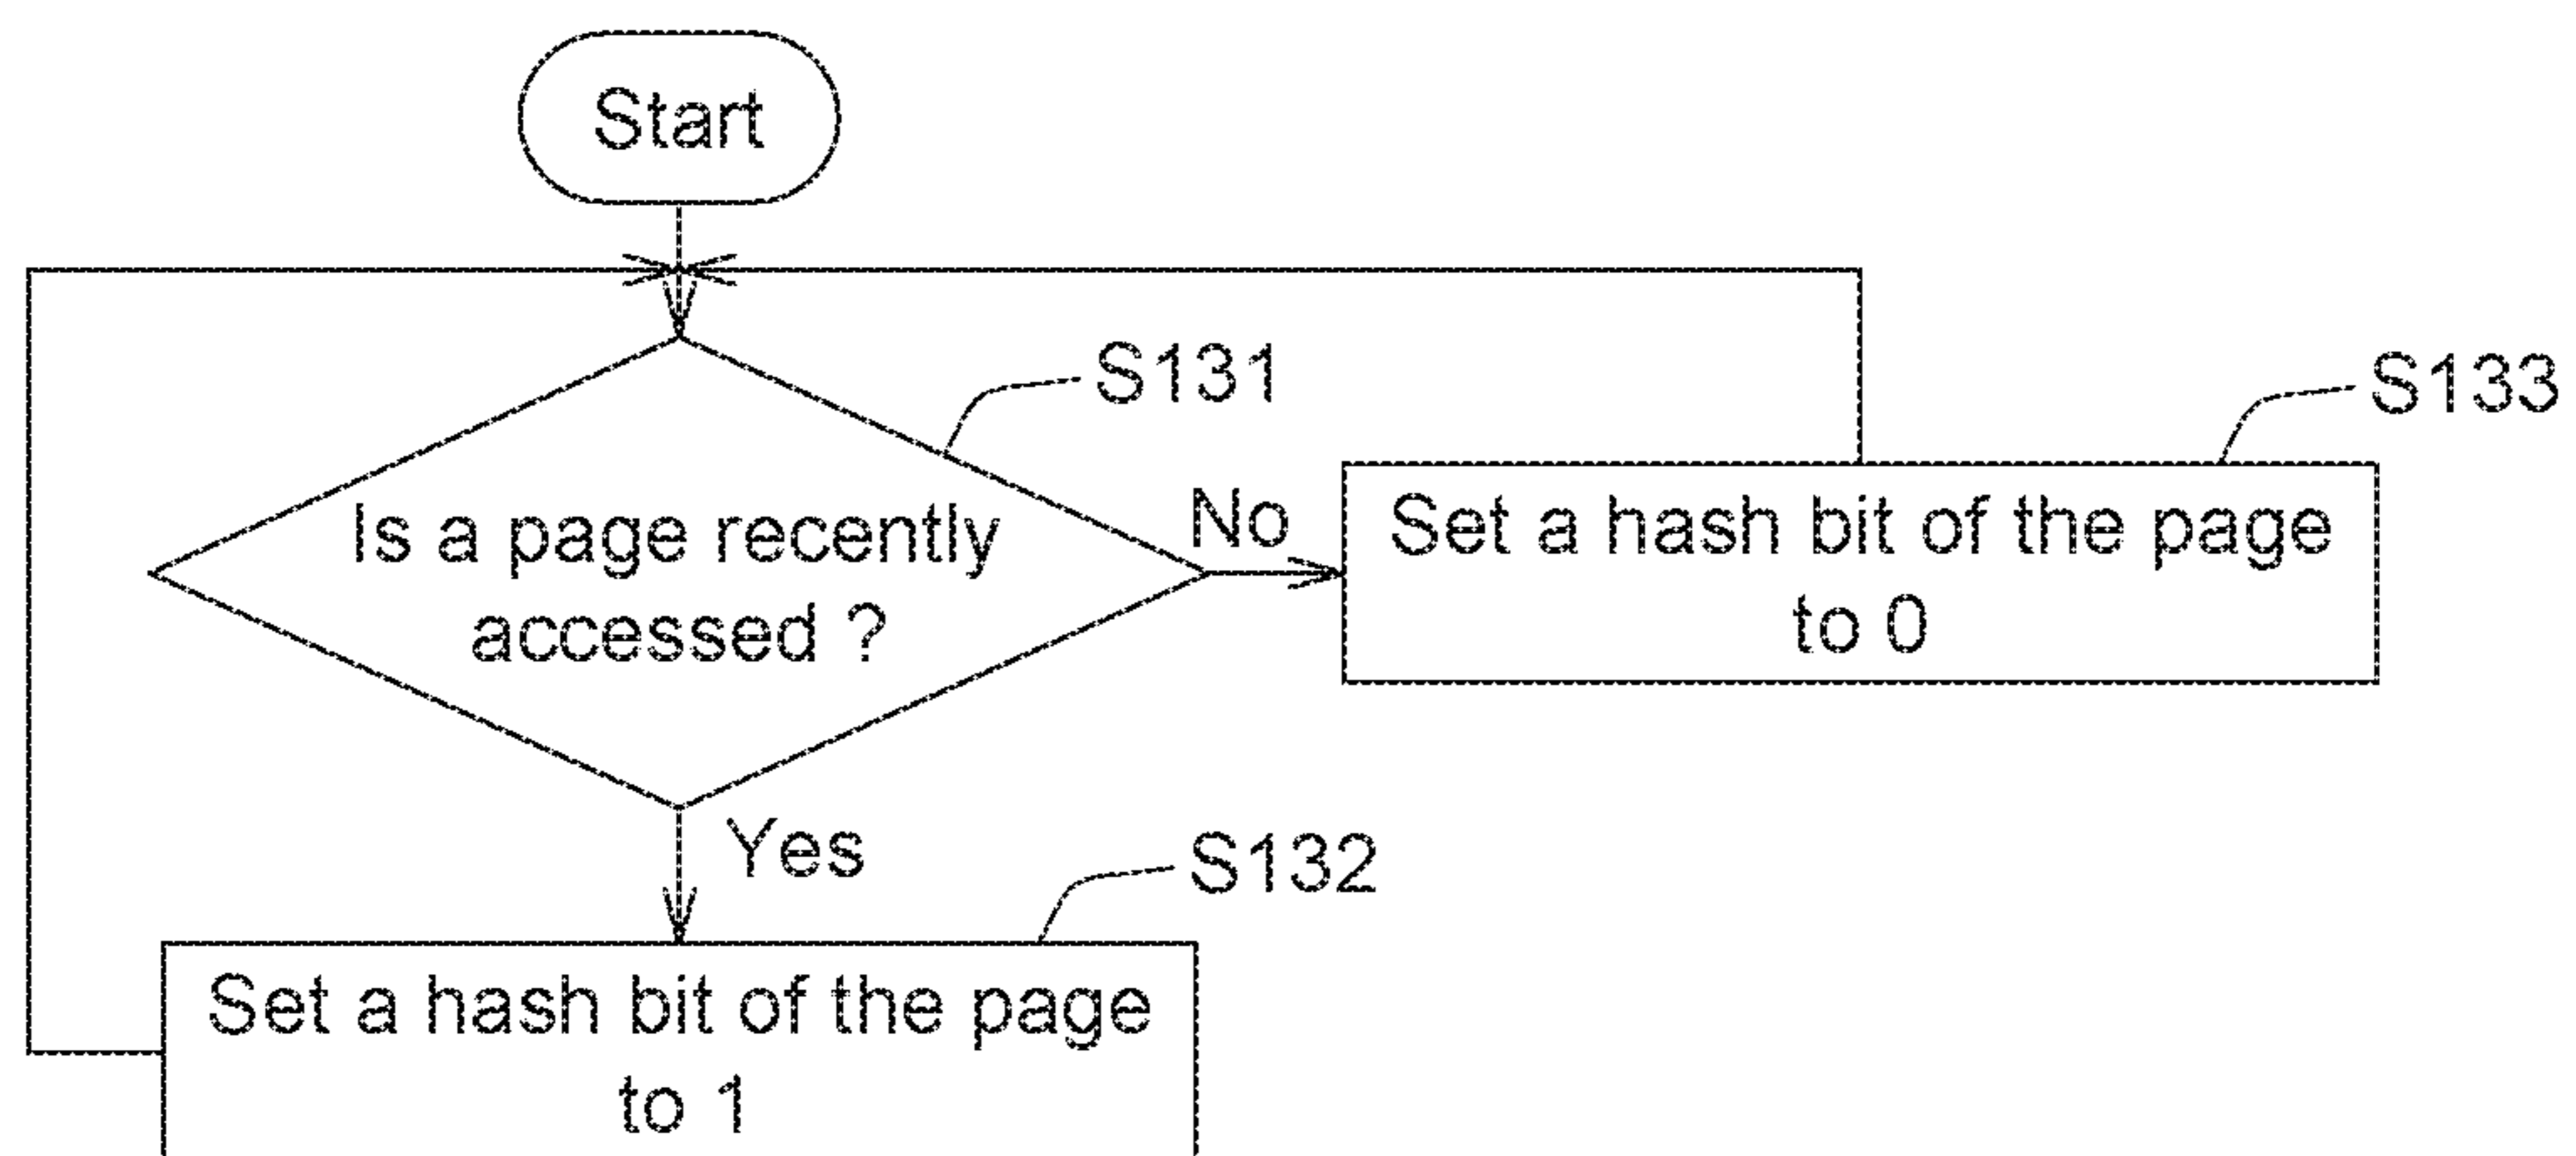 Start
S131
S133
Is a page recently
accessed ?
No
Set a hash bit of the page
to 0
Yes
S132
Set a hash bit of the page
to 1